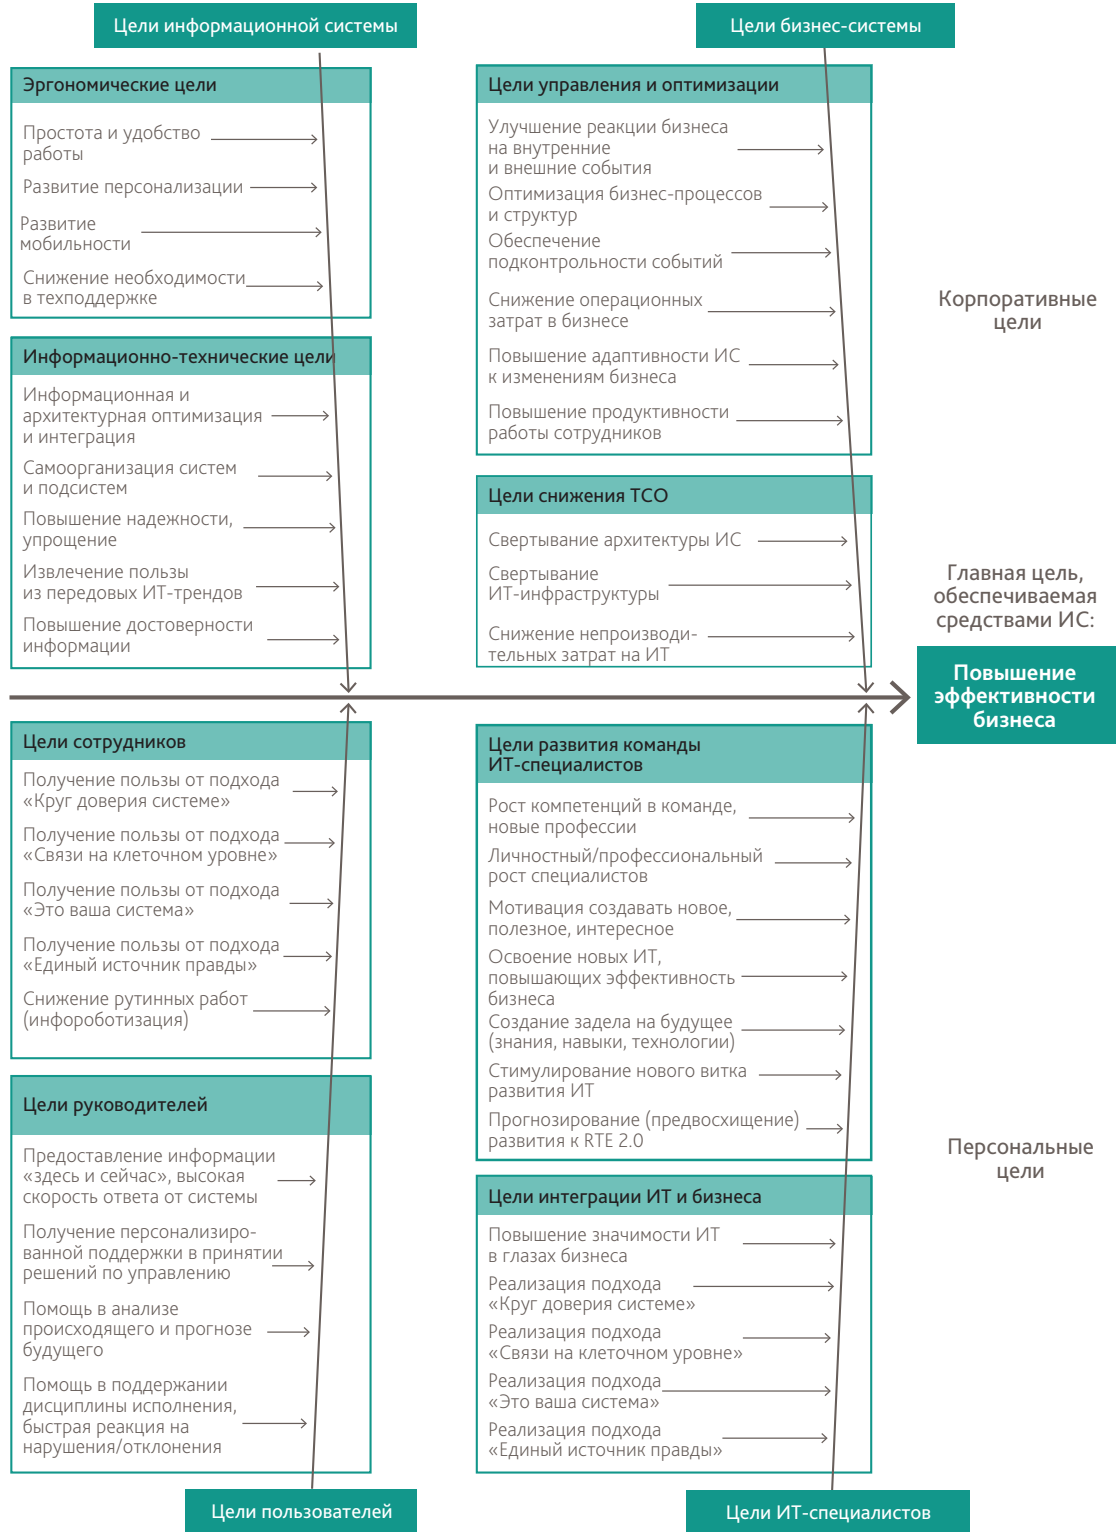 Цели информационной системы
Эргономические цели
Простота и удобство
работы
Развитие персонализации
Развитие
мобильности
Снижение необходимости
в техподдержке
Информационно-технические цели
Информационная и
архитектурная оптимизация
и интеграция
Самоорганизация систем
и подсистем
Повышение надежности,
упрощение
Извлечение пользы
из передовых ИТ-трендов
Повышение достоверности
информации
Цели бизнес-системы
Цели управления и оптимизации
Улучшение реакции бизнеса
на внутренние
и внешние события
Оптимизация бизнес-процессов
и структур
Обеспечение
подконтрольности событий
Снижение операционных
затрат в бизнесе
Повышение адаптивности ИС
к изменениям бизнеса
Повышение продуктивности
работы сотрудников
Цели снижения ТСО
Свертывание архитектуры ИС
Свертывание
ИТ-инфраструктуры
Снижение непроизводи-
тельных затрат на ИТ
Корпоративные
цели
Главная цель,
обеспечиваемая
средствами ИС:
Повышение
эффективности
бизнеса
Цели сотрудников
Получение пользы от подхода
«Круг доверия системе»
Получение пользы от подхода
«Связи на клеточном уровне»
Получение пользы от подхода
«Это ваша система»
Получение пользы от подхода
«Единый источник правды»
Снижение рутинных работ
(инфороботизация)
Цели руководителей
Предоставление информации
«здесь и сейчас», высокая
скорость ответа от системы
Получение персонализиро-
ванной поддержки в принятии
решений по управлению
Помощь в анализе
происходящего и прогнозе
будущего
Помощь в поддержании
дисциплины исполнения,
быстрая реакция на
нарушения/отклонения
Цели пользователей
Цели развития команды
ИТ-специалистов
Рост компетенций в команде,
новые профессии
Личностный/профессиональный
рост специалистов
Мотивация создавать новое,
полезное, интересное
Освоение новых ИТ,
повышающих эффективность
бизнеса
Создание задела на будущее
(знания, навыки, технологии)
Стимулирование нового витка
развития ИТ
Прогнозирование (предвосхищение)
развития к RTE 2.0
Цели интеграции ИТ и бизнеса
Повышение значимости ИТ
в глазах бизнеса
Реализация подхода
«Круг доверия системе»
Реализация подхода
«Связи на клеточном уровне»
Реализация подхода
«Это ваша система»
Реализация подхода
«Единый источник правды»
Цели ИТ-специалистов
Персональные
цели